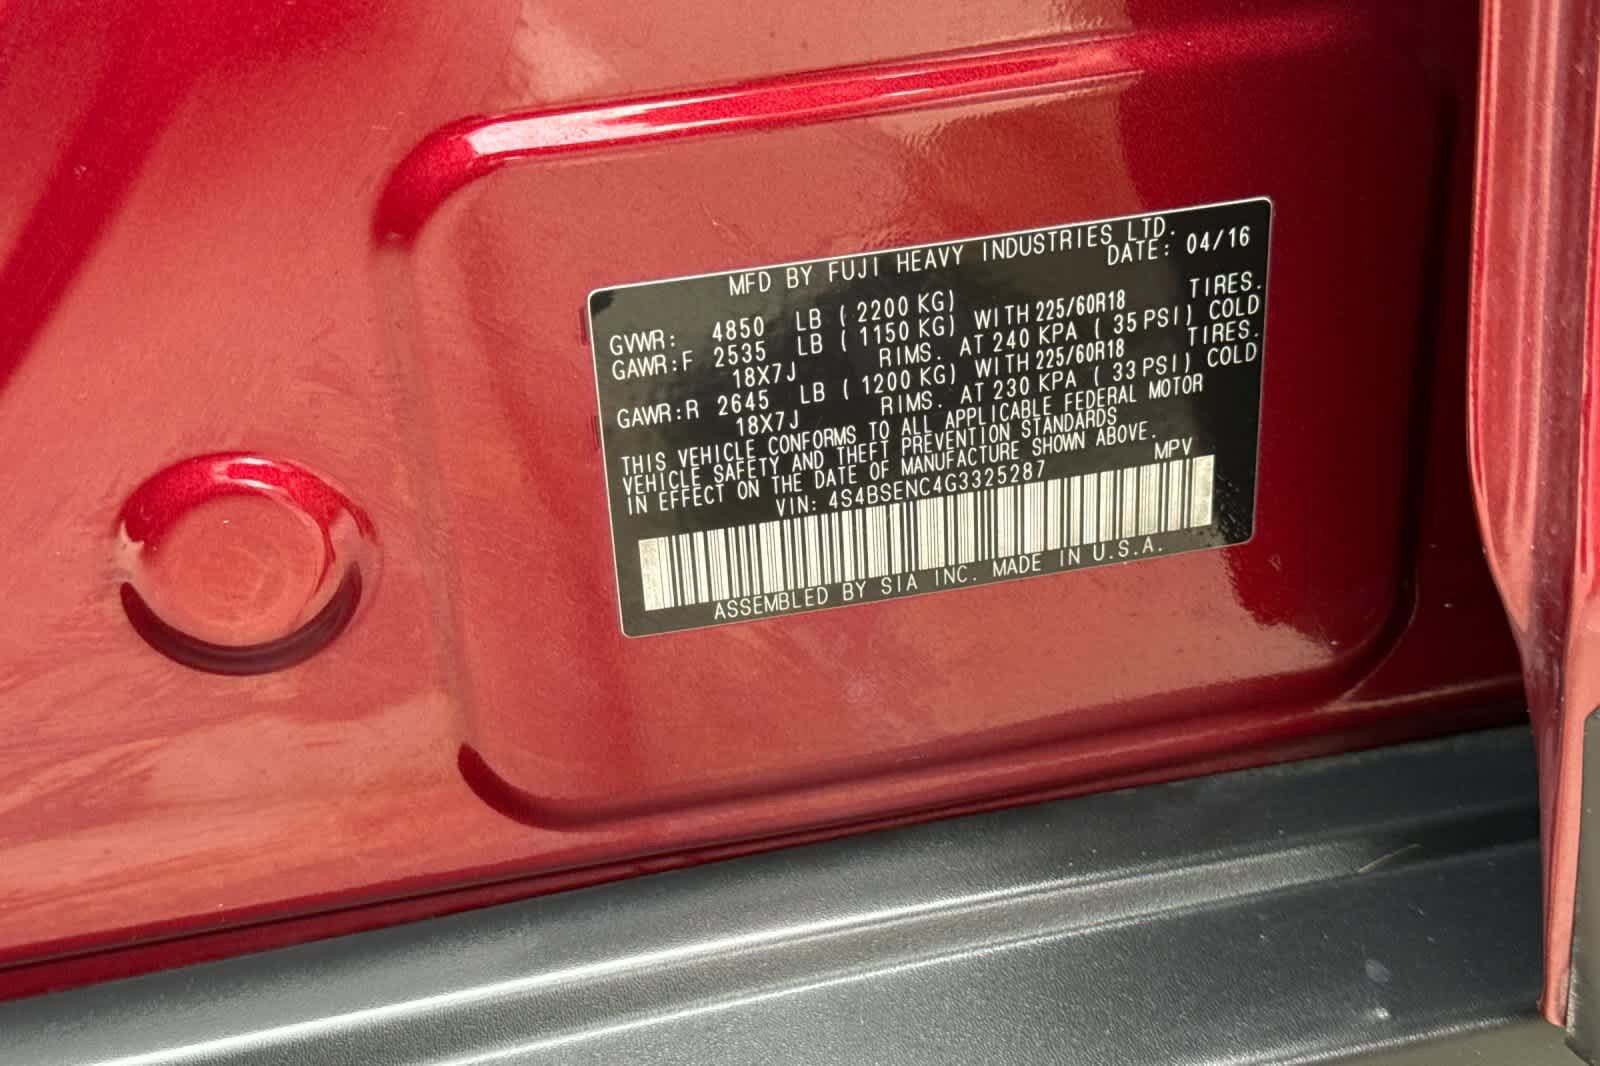 MFD BY FUJI HEAVY INDUSTRIES LTD.
DATE: 04/16
GVWR: 4850 LB ( 2200 KG)
GAWR:F 2535 LB ( 1150 KG) WITH 225/60R18 TIRES.
18X7J RIMS. AT 240 KPA ( 35 PSI) COLD
GAWR:R 2645 LB ( 1200 KG) WITH 225/60R18 TIRES.
18X7J RIMS. AT 230 KPA ( 33 PSI) COLD
THIS VEHICLE CONFORMS TO ALL APPLICABLE FEDERAL MOTOR
VEHICLE SAFETY AND THEFT PREVENTION STANDARDS
IN EFFECT ON THE DATE OF MANUFACTURE SHOWN ABOVE.
VIN: 4S4BSENC4G3325287 MPV
ASSEMBLED BY SIA INC. MADE IN U.S.A.